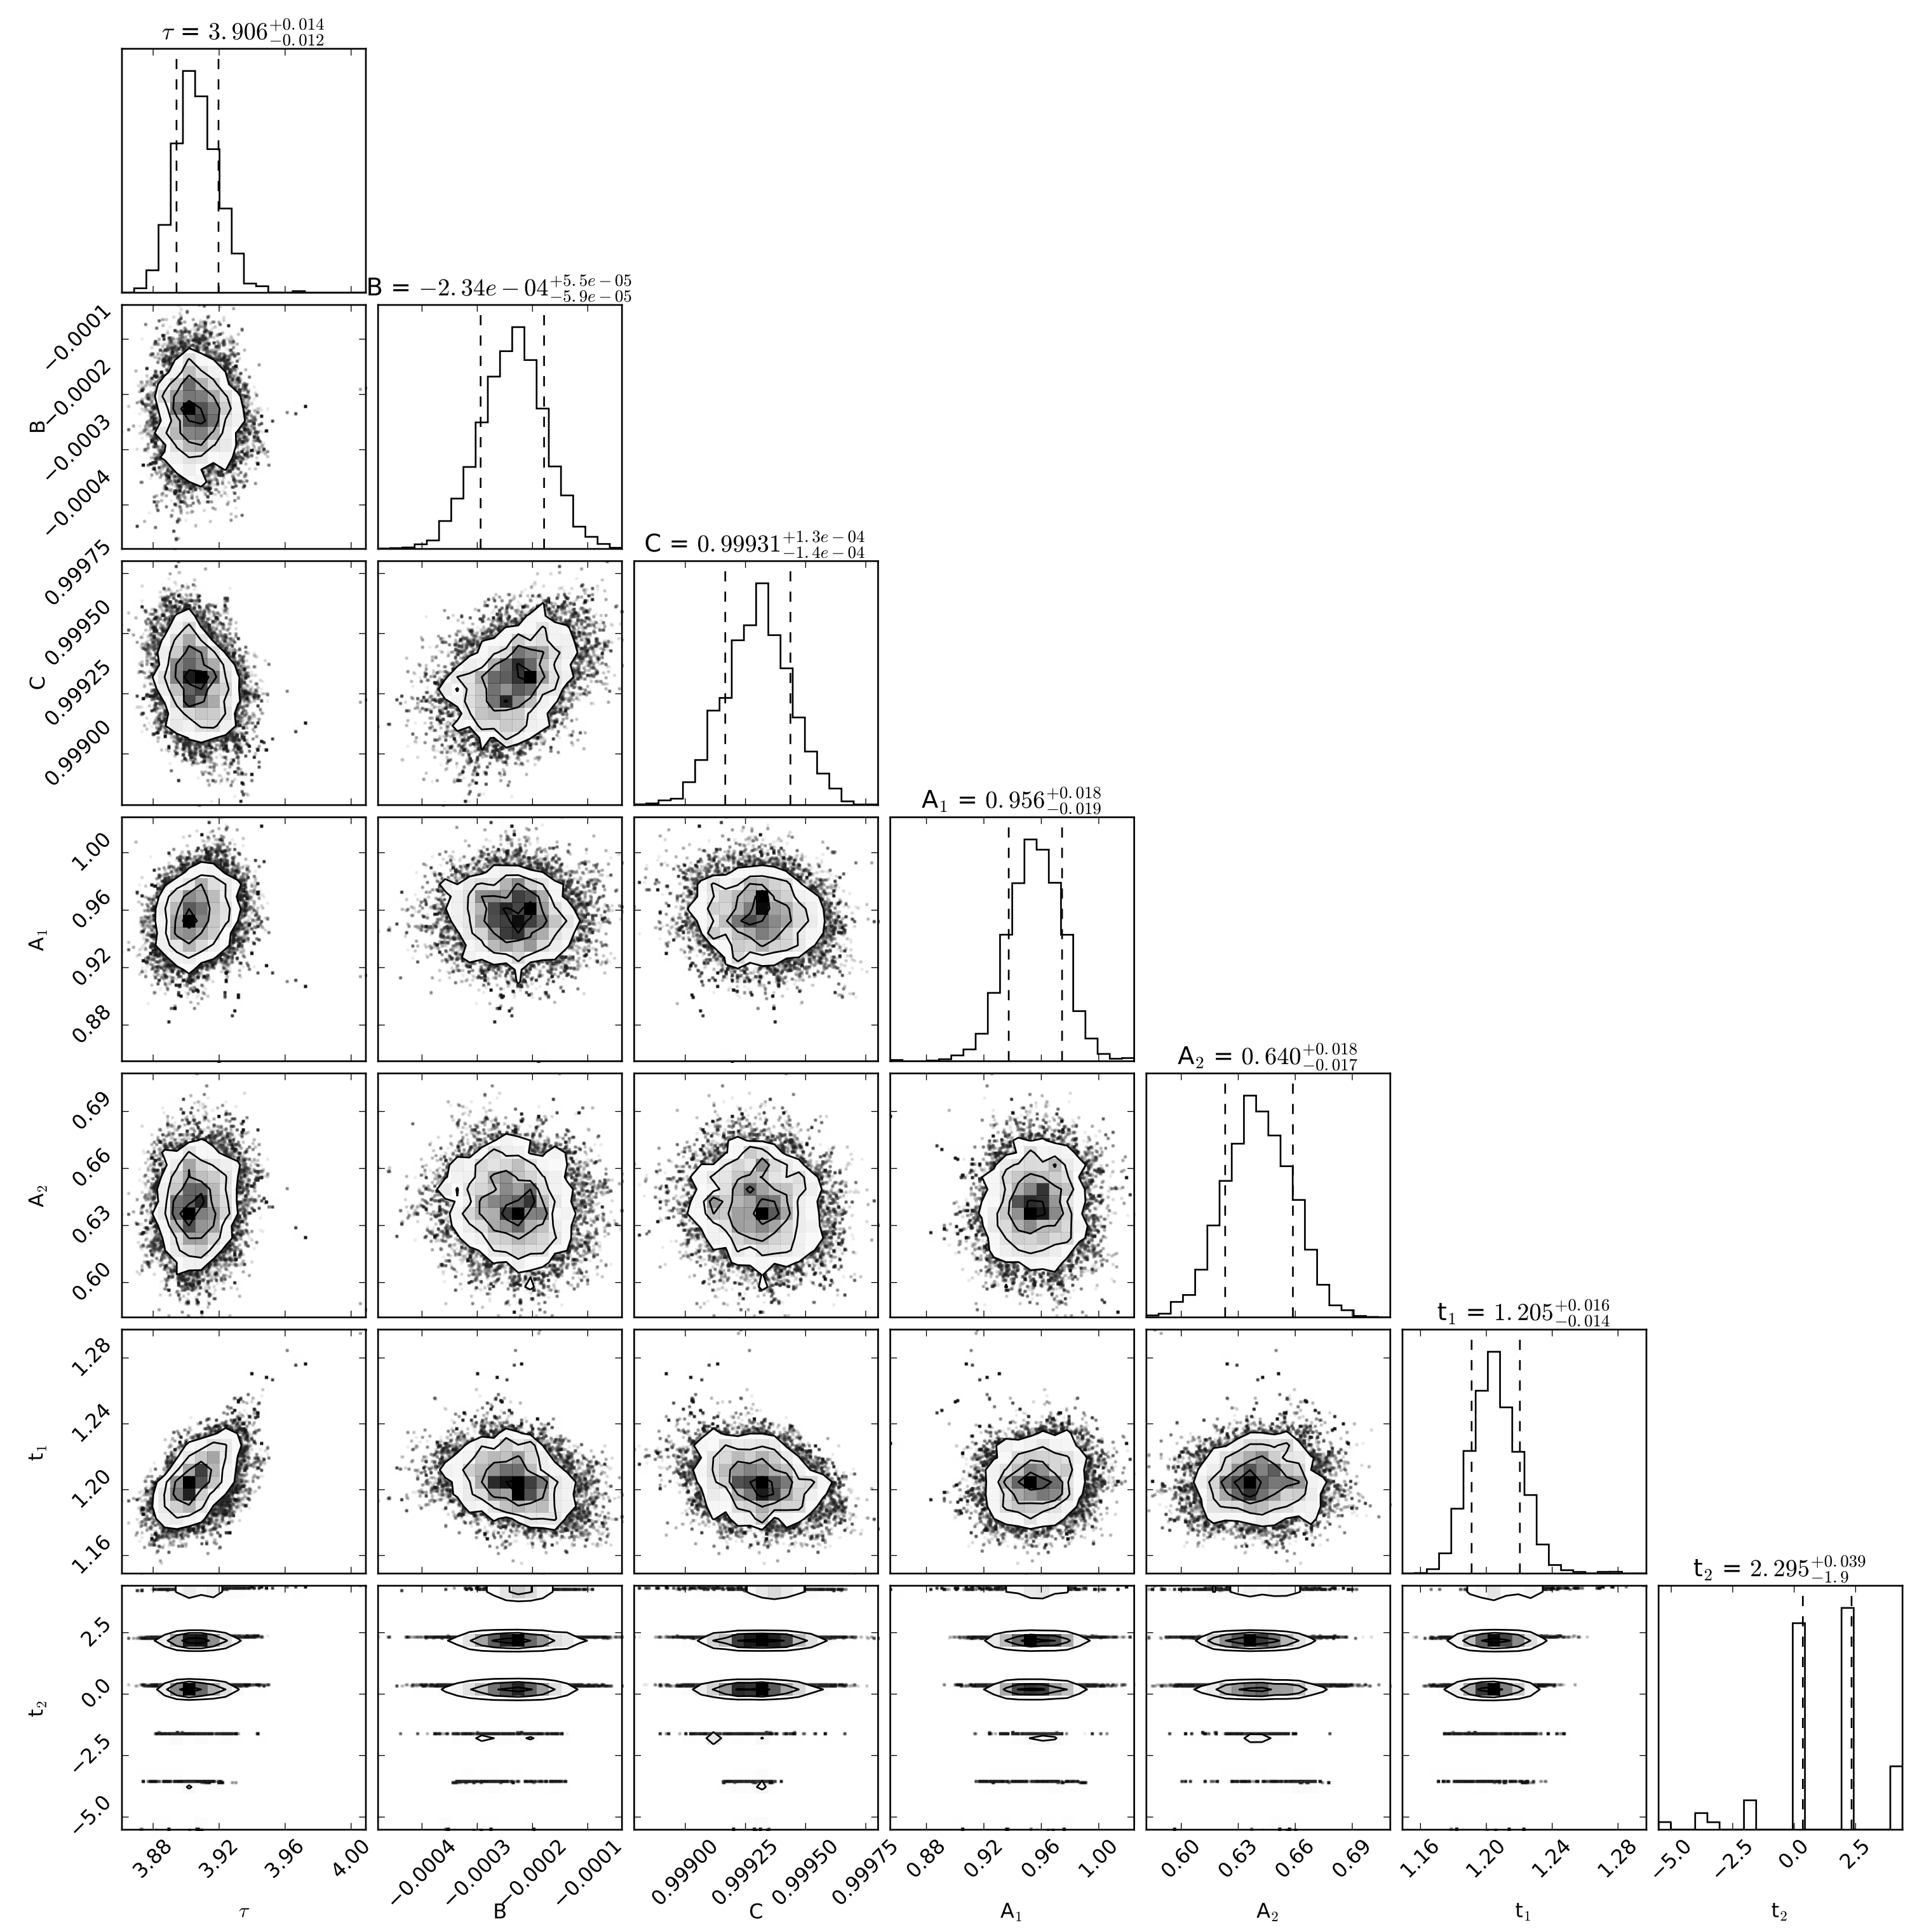 τ = 3.906 +0.014 −0.012
B = −2.34e−04 +5.5e−05 −5.9e−05
−0.0001
−0.0002
−0.0003
−0.0004
B
C = 0.99931 +1.3e−04 −1.4e−04
0.99975
0.99950
0.99925
0.99900
C
A₁ = 0.956 +0.018 −0.019
1.00
0.96
0.92
0.88
A₁
A₂ = 0.640 +0.018 −0.017
0.69
0.66
0.63
0.60
A₂
t₁ = 1.205 +0.016 −0.014
1.28
1.24
1.20
1.16
t₁
t₂ = 2.295 +0.039 −1.9
2.5
0.0
−2.5
−5.0
t₂
3.88 3.92 3.96 4.00 −0.0004 −0.0003 −0.0002 −0.0001 0.99900 0.99925 0.99950 0.99975 0.88 0.92 0.96 1.00 0.60 0.63 0.66 0.69 1.16 1.20 1.24 1.28 −5.0 −2.5 0.0 2.5
τ B C A₁ A₂ t₁ t₂